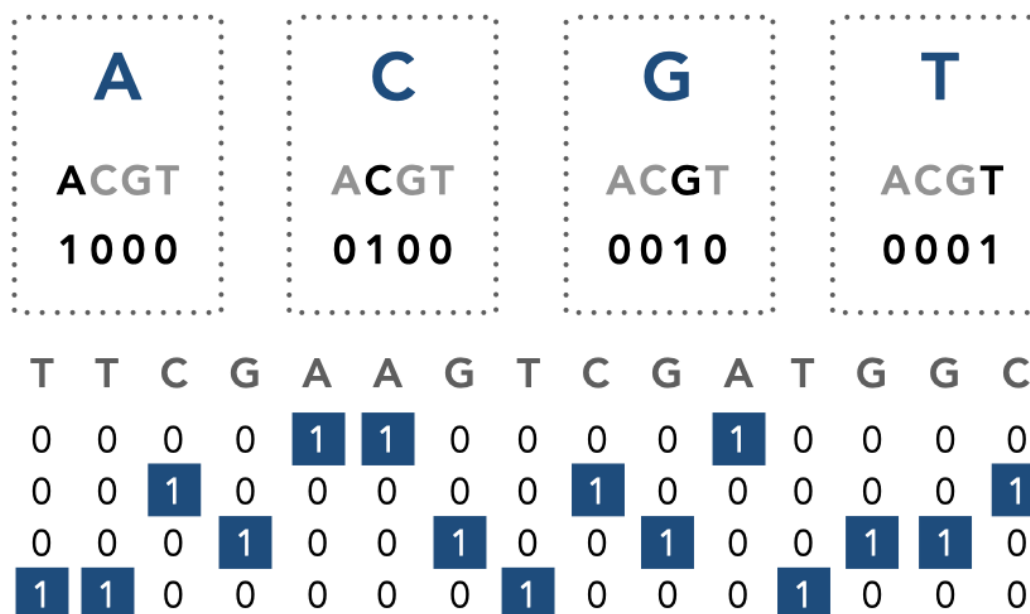 A C G T
ACGT ACGT ACGT ACGT
1000 0100 0010 0001
T T C G A A G T C G A T G G C
0 0 0 0 1 1 0 0 0 0 1 0 0 0 0
0 0 1 0 0 0 0 0 1 0 0 0 0 0 1
0 0 0 1 0 0 1 0 0 1 0 0 1 1 0
1 1 0 0 0 0 0 1 0 0 0 1 0 0 0